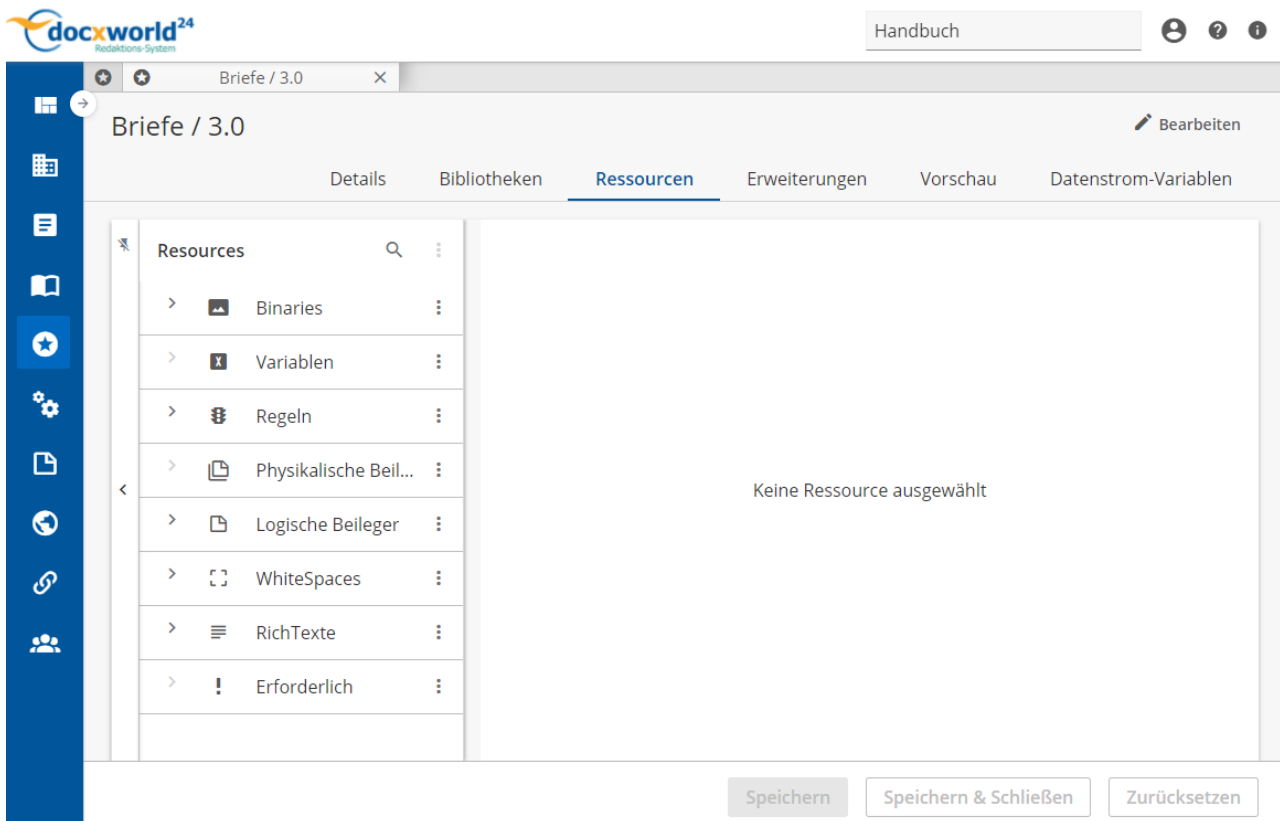 docxworld24
Redaktions-System
Handbuch
Briefe / 3.0
Briefe / 3.0
Bearbeiten
Details Bibliotheken Ressourcen Erweiterungen Vorschau Datenstrom-Variablen
Resources
Binaries
Variablen
Regeln
Physikalische Beil...
Logische Beileger
WhiteSpaces
RichTexte
Erforderlich
Keine Ressource ausgewählt
Speichern Speichern & Schließen Zurücksetzen